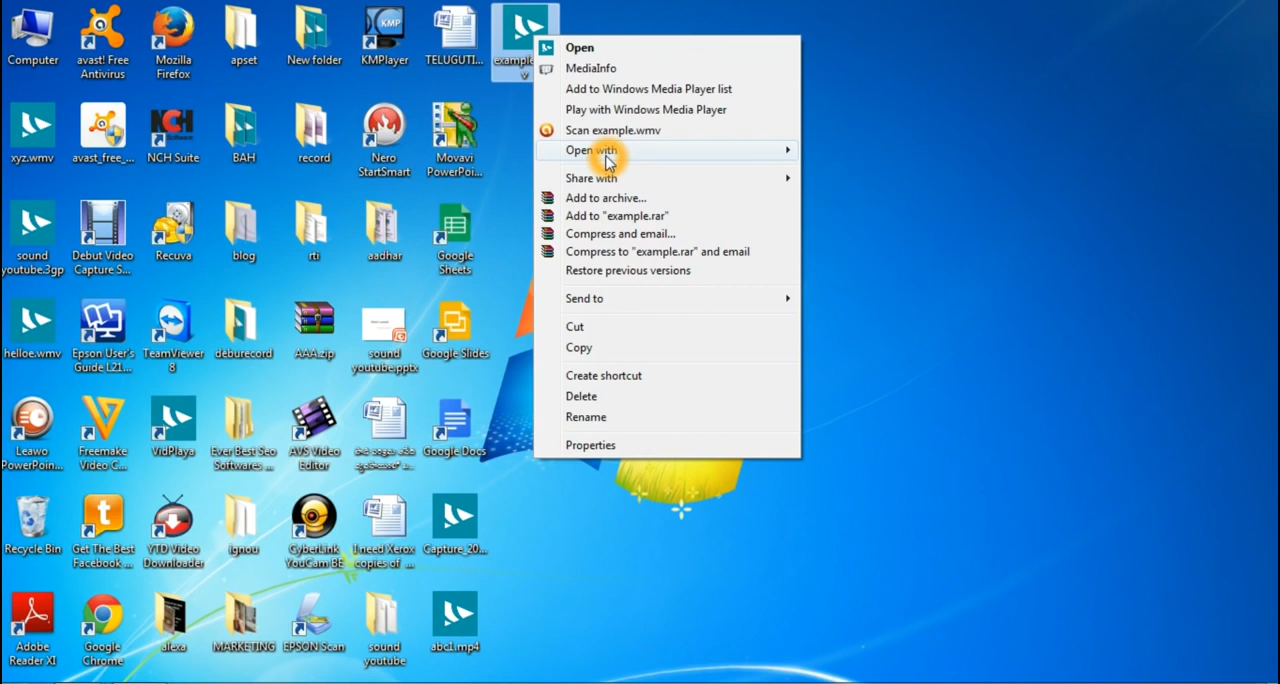 Computer
avast! Free
Antivirus
Mozilla
Firefox
apset
New folder
KMP
KMPlayer
TELUGUTI...
xyz.wmv
avast_free_...
NCH
NCH Suite
BAH
record
Nero
StartSmart
Movavi
PowerPoi...
sound
youtube.3gp
Debut Video
Capture S...
Recuva
blog
rti
aadhar
Google
Sheets
helloe.wmv
Epson User's
Guide L21...
TeamViewer
8
deburecord
AAA.zip
sound
youtube.pptx
Google Slides
Leawo
PowerPoin...
Freemake
Video C...
VidPlaya
Ever Best Seo
Softwares ...
AVS Video
Editor
Google Docs
Recycle Bin
Get The Best
Facebook ...
YTD Video
Downloader
ignou
CyberLink
YouCam BE
I need Xerox
copies of ...
Capture_20...
Adobe
Reader XI
Google
Chrome
alexa
MARKETING
EPSON Scan
sound
youtube
abc1.mp4
Open
MediaInfo
Add to Windows Media Player list
Play with Windows Media Player
Scan example.wmv
Open with
Share with
Add to archive...
Add to "example.rar"
Compress and email...
Compress to "example.rar" and email
Restore previous versions
Send to
Cut
Copy
Create shortcut
Delete
Rename
Properties